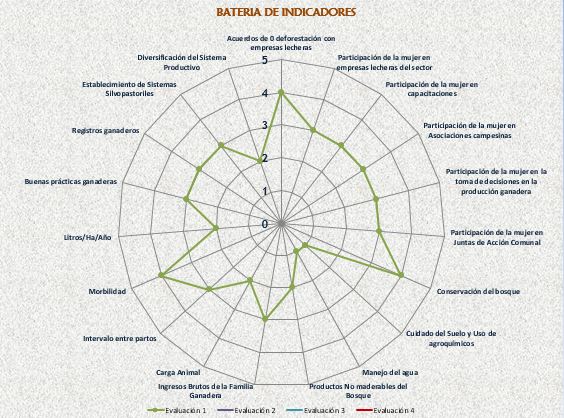 BATERIA DE INDICADORES
Acuerdos de 0 deforestación con
empresas lecheras
Participación de la mujer en
empresas lecheras del sector
Participación de la mujer en
capacitaciones
Participación de la mujer en
Asociaciones campesinas
Participación de la mujer en la
toma de decisiones en la
producción ganadera
Participación de la mujer en
Juntas de Acción Comunal
Conservación del bosque
Cuidado del Suelo y Uso de
agroquímicos
Manejo del agua
Productos No maderables del
Bosque
Ingresos Brutos de la Familia
Ganadera
Carga Animal
Intervalo entre partos
Morbilidad
Litros/Ha/Año
Buenas prácticas ganaderas
Registros ganaderos
Establecimiento de Sistemas
Silvopastoriles
Diversificación del Sistema
Productivo
5
4
3
2
1
0
Evaluación 1 Evaluación 2 Evaluación 3 Evaluación 4